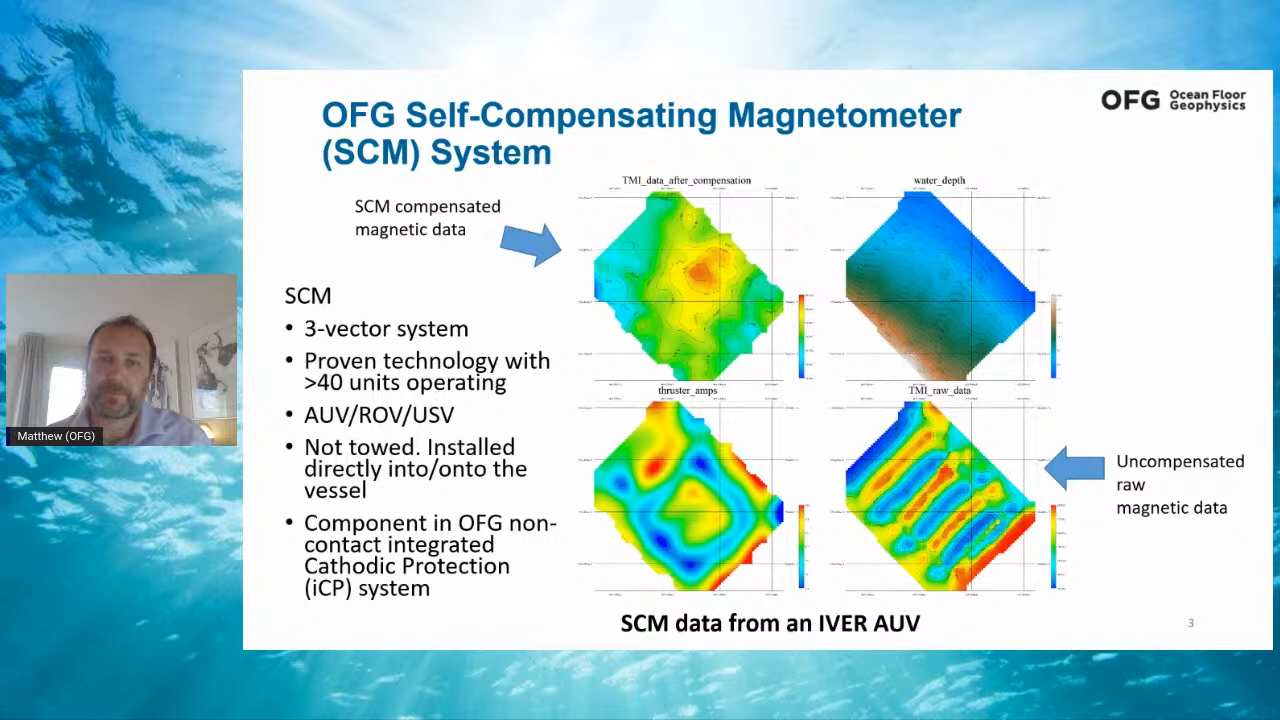 OFG Self-Compensating Magnetometer
(SCM) System
OFG Ocean Floor
Geophysics
SCM compensated
magnetic data
TMI_data_after_compensation
water_depth
SCM
• 3-vector system
• Proven technology with
>40 units operating
• AUV/ROV/USV
• Not towed. Installed
directly into/onto the
vessel
• Component in OFG non-
contact integrated
Cathodic Protection
(iCP) system
thruster_amps
TMI_raw_data
Uncompensated
raw
magnetic data
SCM data from an IVER AUV
3
Matthew (OFG)